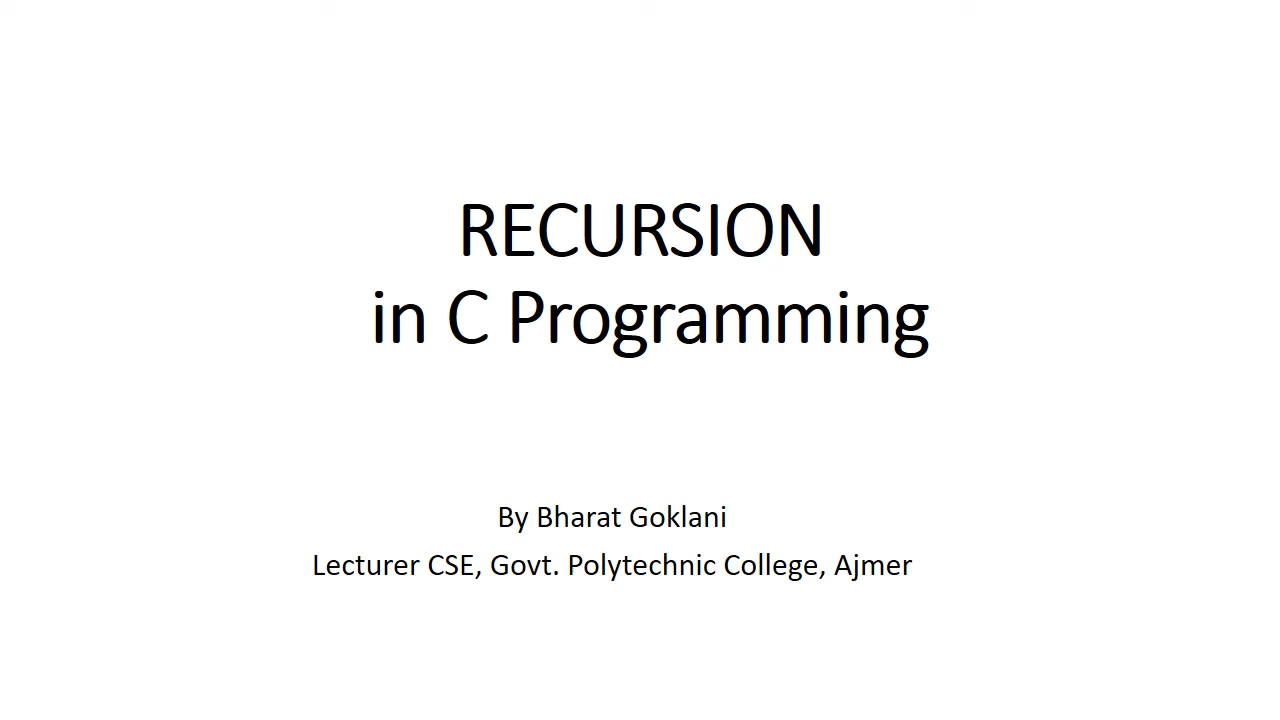 RECURSION
in C Programming
By Bharat Goklani
Lecturer CSE, Govt. Polytechnic College, Ajmer